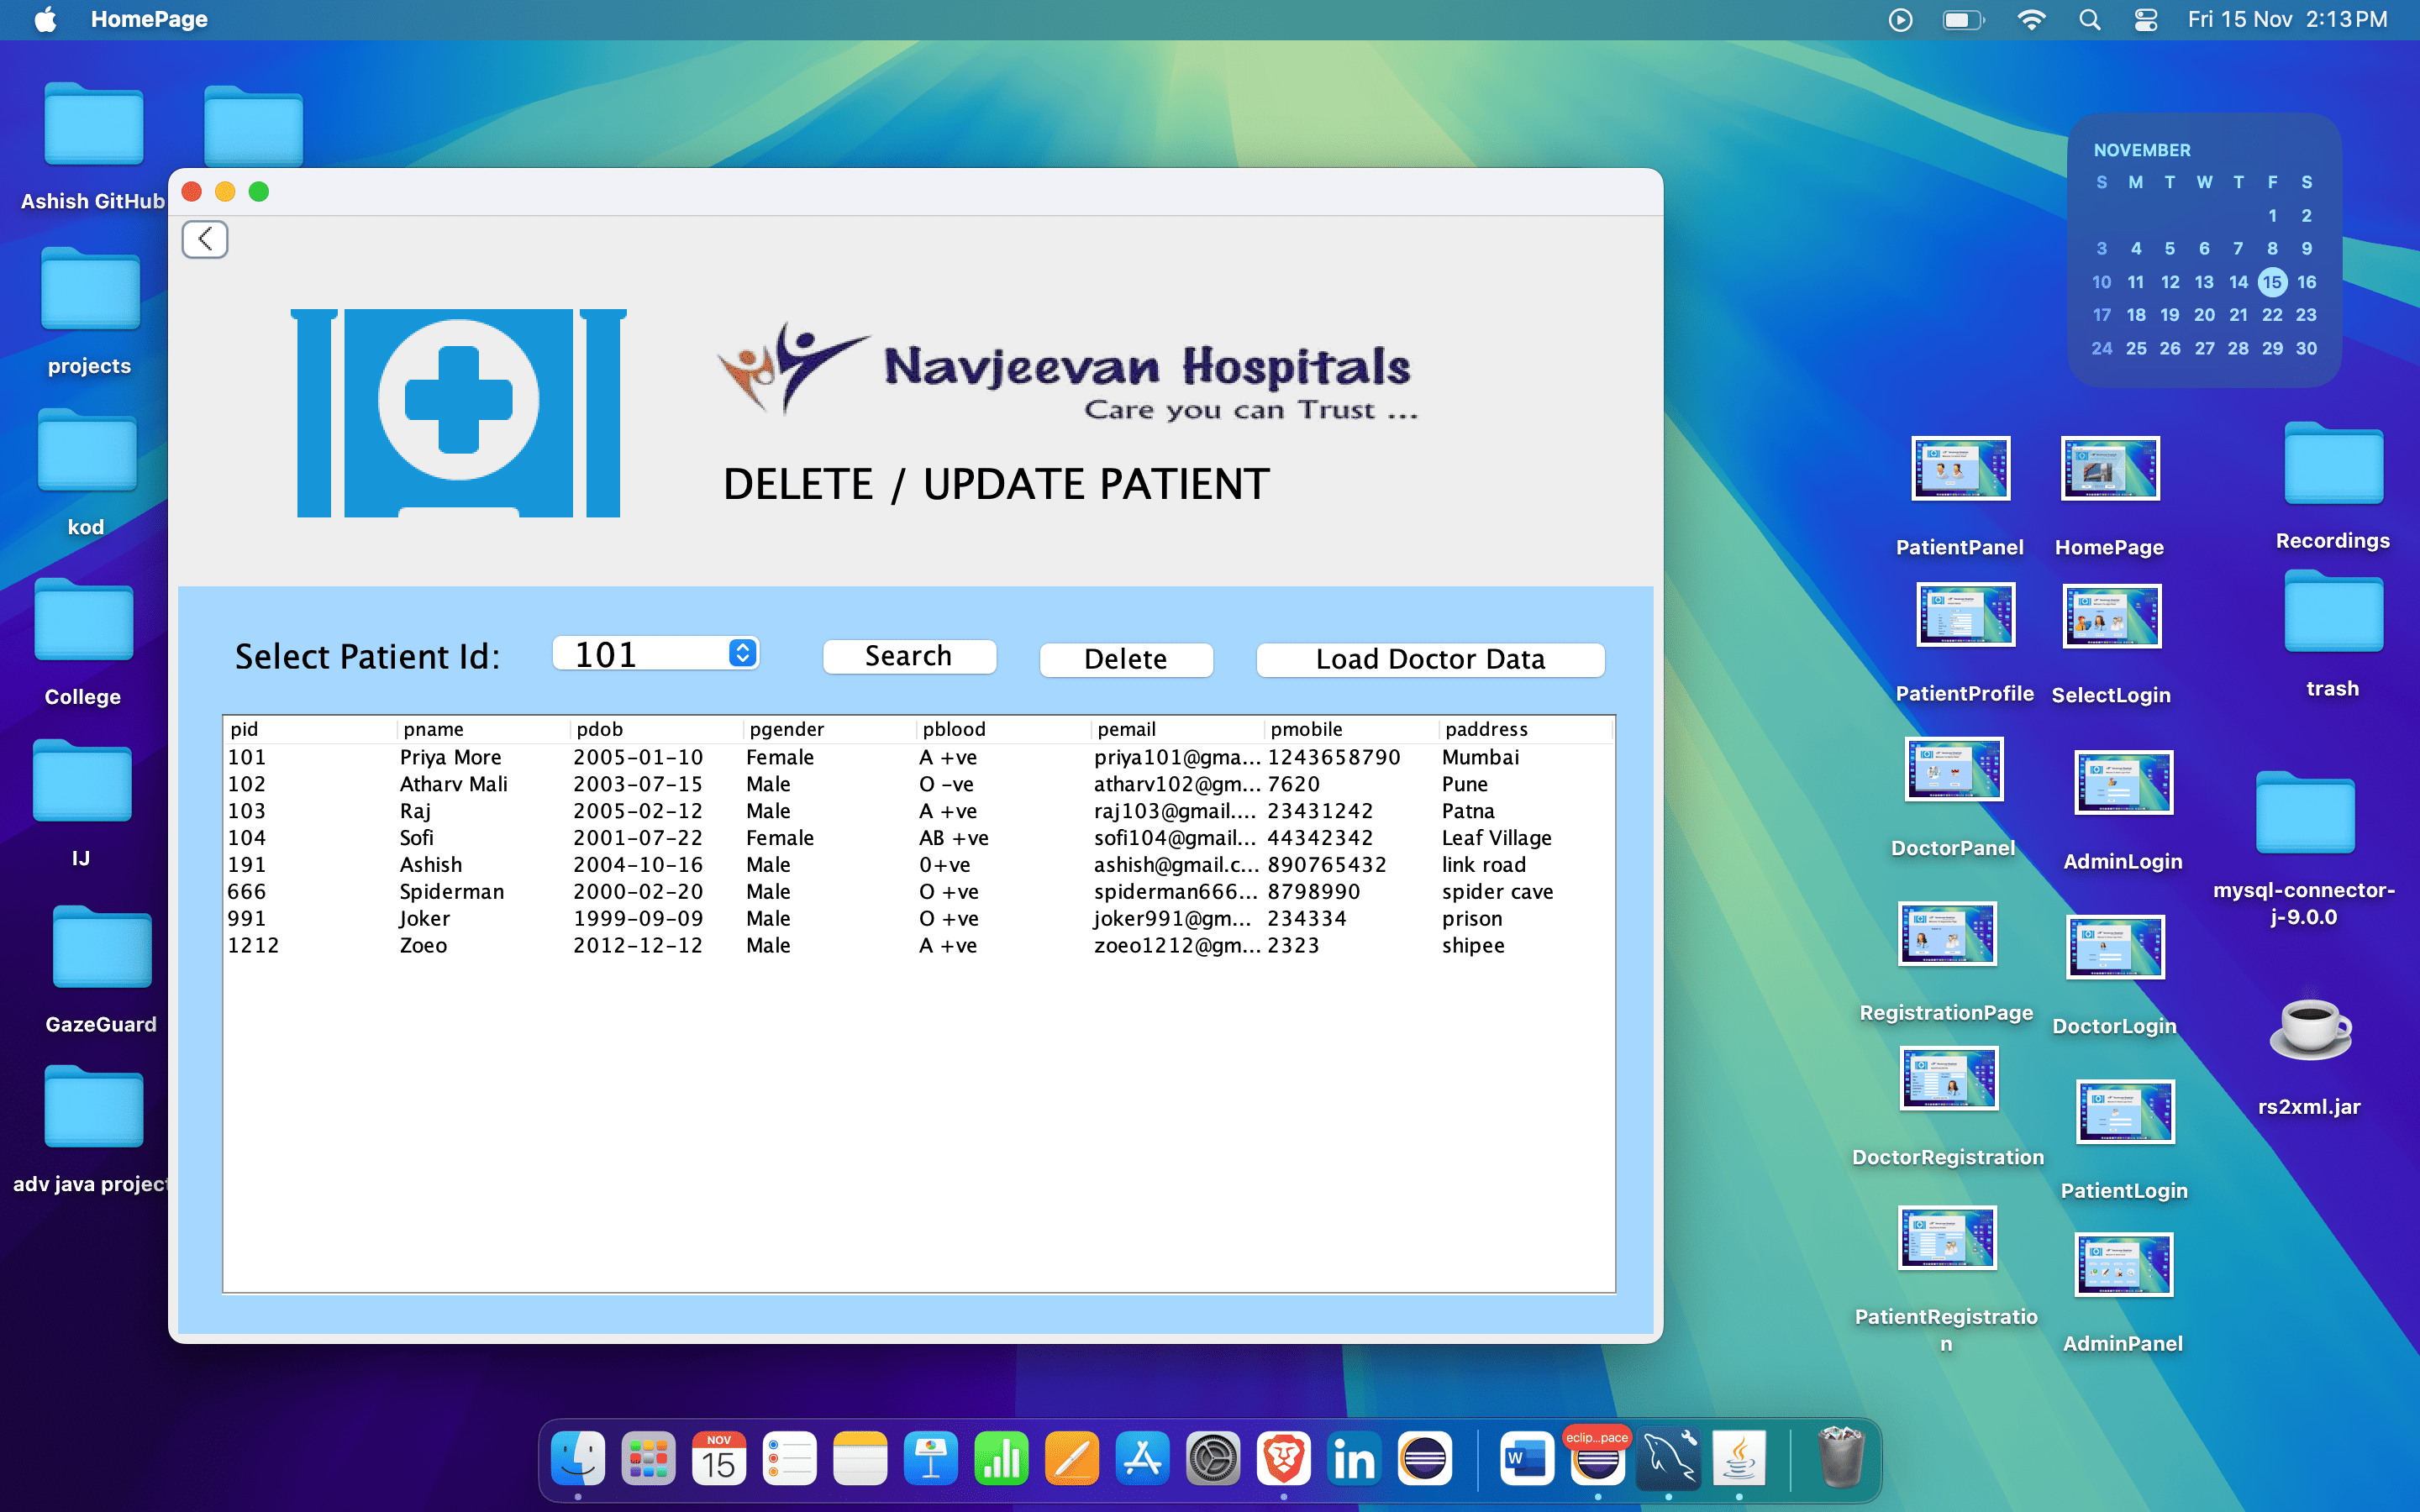 HomePage
Fri 15 Nov 2:13 PM
Ashish GitHub
projects
kod
College
IJ
GazeGuard
adv java project
Navjeevan Hospitals
Care you can Trust ...
DELETE / UPDATE PATIENT
Select Patient Id: 101 Search Delete Load Doctor Data
pid pname pdob pgender pblood pemail pmobile paddress
101 Priya More 2005-01-10 Female A +ve priya101@gma... 1243658790 Mumbai
102 Atharv Mali 2003-07-15 Male O -ve atharv102@gm... 7620 Pune
103 Raj 2005-02-12 Male A +ve raj103@gmail.... 23431242 Patna
104 Sofi 2001-07-22 Female AB +ve sofi104@gmail... 44342342 Leaf Village
191 Ashish 2004-10-16 Male 0+ve ashish@gmail.c... 890765432 link road
666 Spiderman 2000-02-20 Male O +ve spiderman666... 8798990 spider cave
991 Joker 1999-09-09 Male O +ve joker991@gm... 234334 prison
1212 Zoeo 2012-12-12 Male A +ve zoeo1212@gm... 2323 shipee
NOVEMBER
S M T W T F S
1 2
3 4 5 6 7 8 9
10 11 12 13 14 15 16
17 18 19 20 21 22 23
24 25 26 27 28 29 30
PatientPanel
HomePage
Recordings
PatientProfile
SelectLogin
trash
DoctorPanel
AdminLogin
mysql-connector-
j-9.0.0
RegistrationPage
DoctorLogin
rs2xml.jar
DoctorRegistration
PatientLogin
PatientRegistratio
n
AdminPanel
NOV
15
in
W
eclip...pace